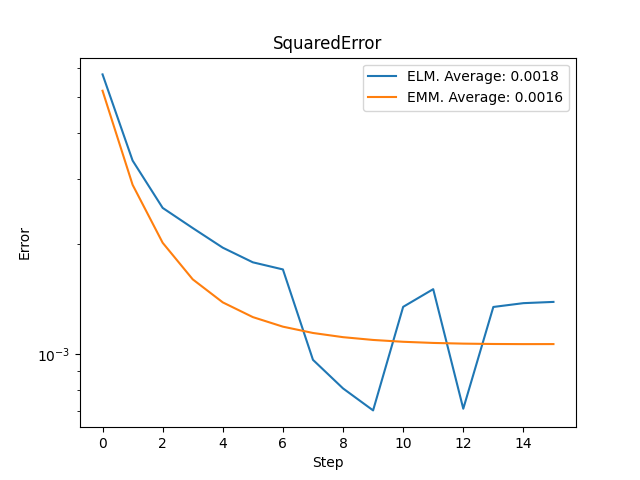 SquaredError
ELM. Average: 0.0018
EMM. Average: 0.0016
Error
10⁻³
0 2 4 6 8 10 12 14
Step